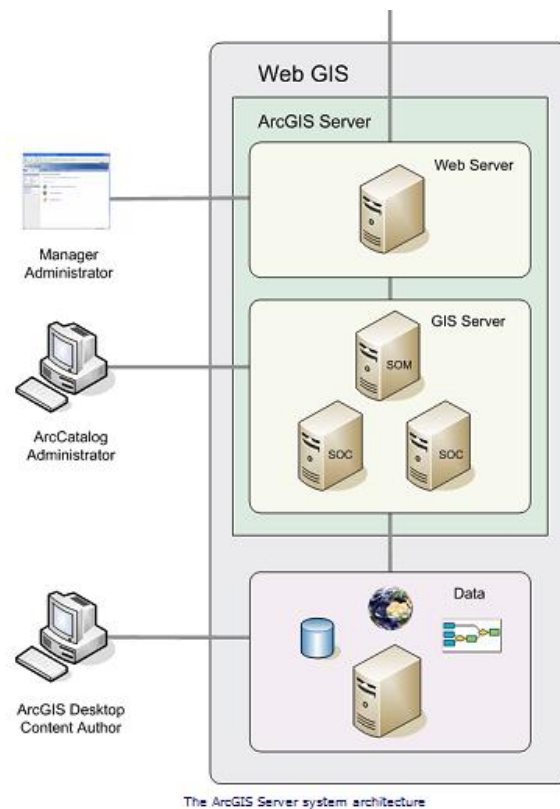 Web GIS
ArcGIS Server
Web Server
Manager
Administrator
GIS Server
SOM
SOC
SOC
ArcCatalog
Administrator
Data
ArcGIS Desktop
Content Author
The ArcGIS Server system architecture